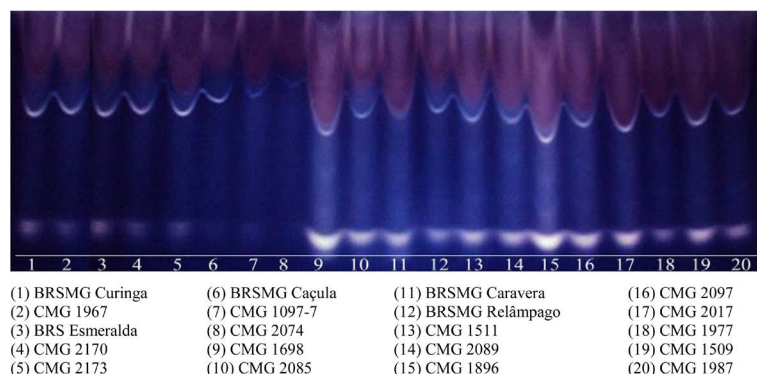 1 2 3 4 5 6 7 8 9 10 11 12 13 14 15 16 17 18 19 20
(1) BRSMG Curinga
(2) CMG 1967
(3) BRS Esmeralda
(4) CMG 2170
(5) CMG 2173
(6) BRSMG Caçula
(7) CMG 1097-7
(8) CMG 2074
(9) CMG 1698
(10) CMG 2085
(11) BRSMG Caravera
(12) BRSMG Relâmpago
(13) CMG 1511
(14) CMG 2089
(15) CMG 1896
(16) CMG 2097
(17) CMG 2017
(18) CMG 1977
(19) CMG 1509
(20) CMG 1987